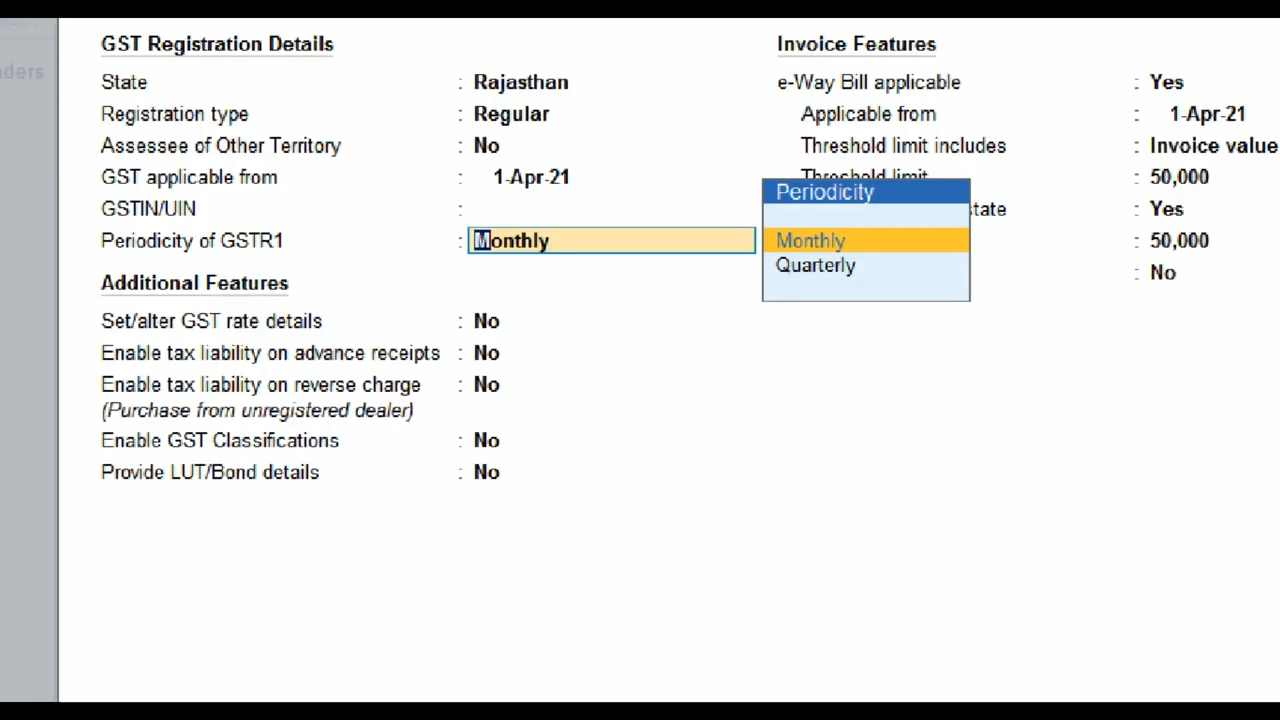 GST Registration Details
State : Rajasthan
Registration type : Regular
Assessee of Other Territory : No
GST applicable from : 1-Apr-21
GSTIN/UIN :
Periodicity of GSTR1 : Monthly
Additional Features
Set/alter GST rate details : No
Enable tax liability on advance receipts : No
Enable tax liability on reverse charge : No
(Purchase from unregistered dealer)
Enable GST Classifications : No
Provide LUT/Bond details : No
Invoice Features
e-Way Bill applicable : Yes
Applicable from : 1-Apr-21
Threshold limit includes : Invoice value
Threshold limit : 50,000
state : Yes
: 50,000
: No
Periodicity
Monthly
Quarterly